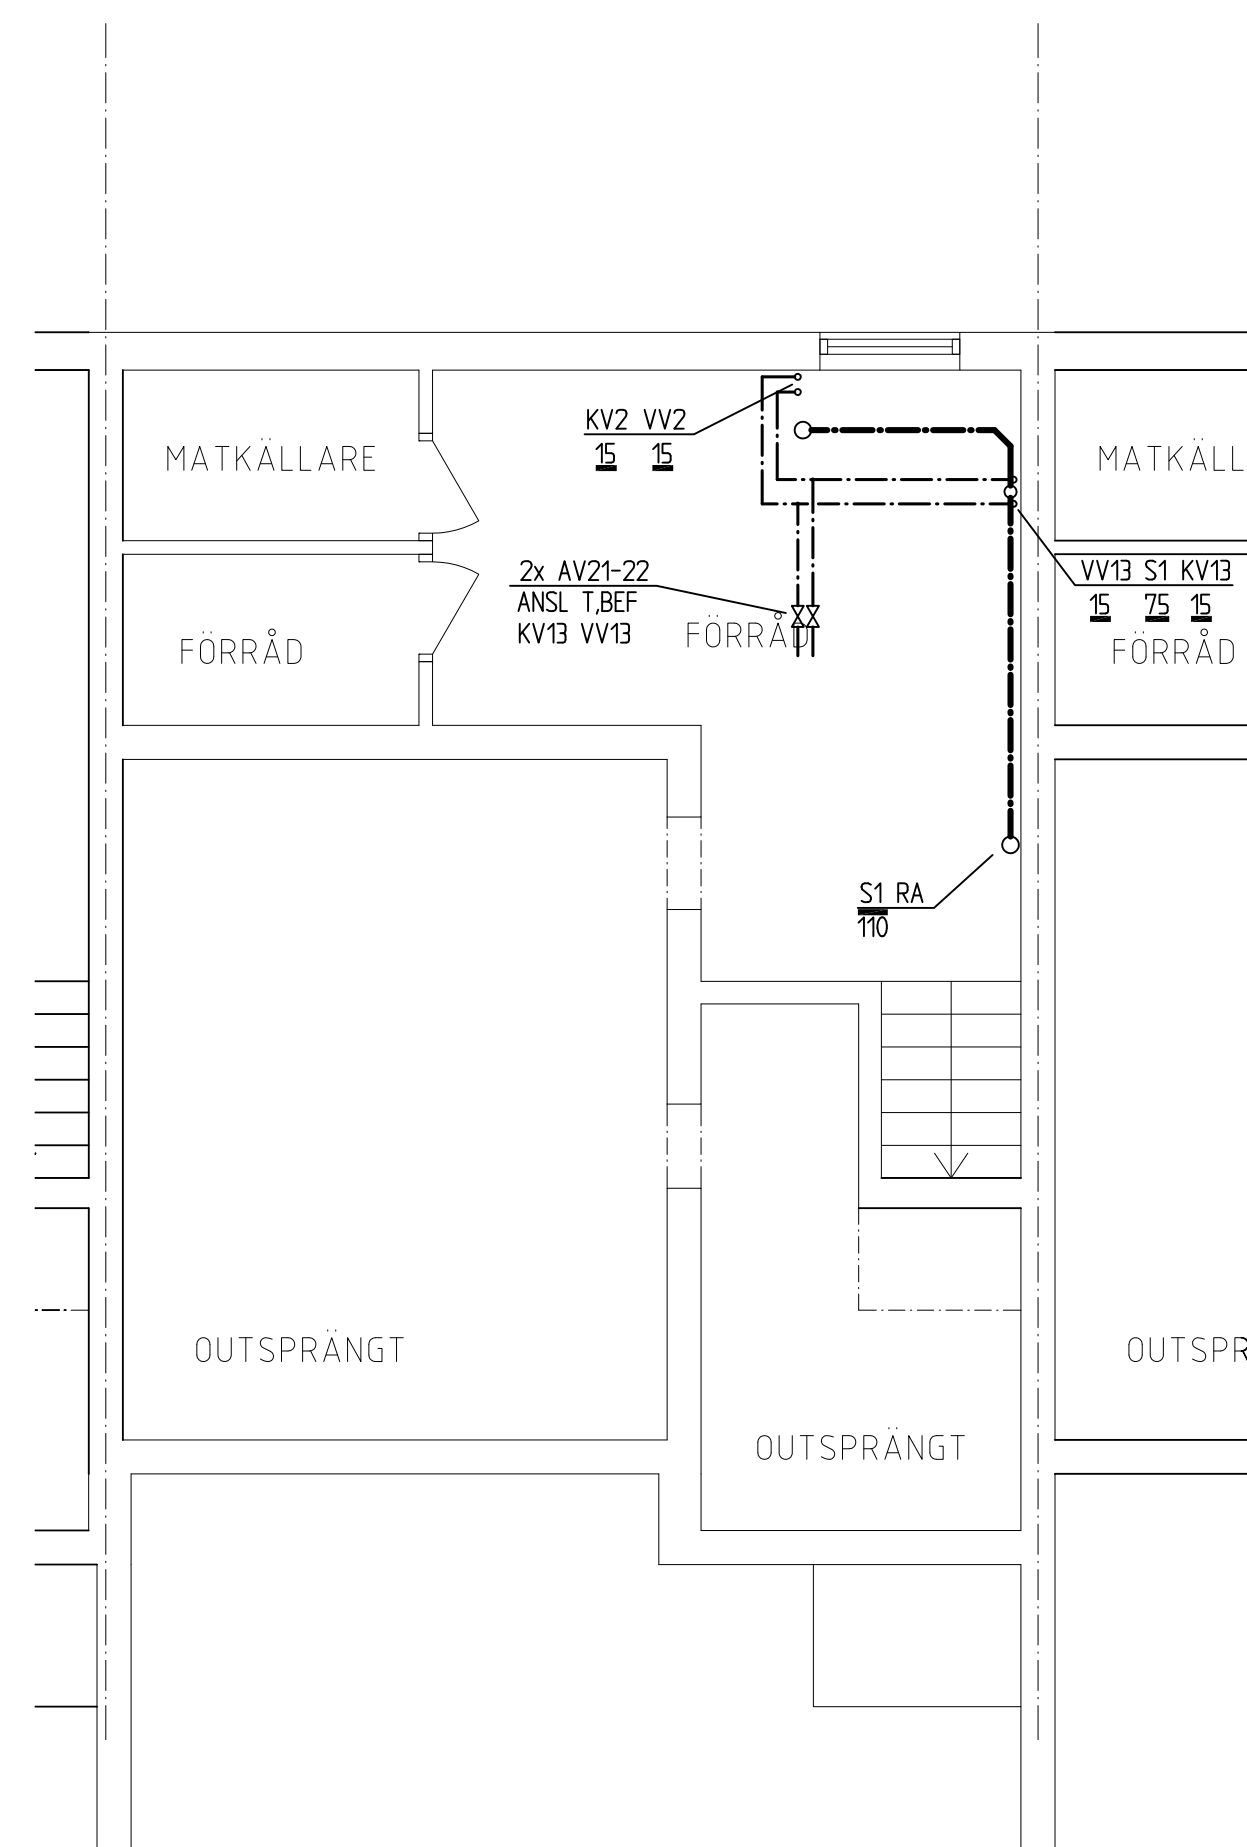 KV2 VV2
15 15
MATKÄLLARE
MATKÄLL
2x AV21-22
ANSL T,BEF
KV13 VV13
VV13 S1 KV13
15 75 15
FÖRRÅD
FÖRRÅD
FÖRRÅD
S1 RA
110
OUTSPRÄNGT
OUTSPR
OUTSPRÄNGT